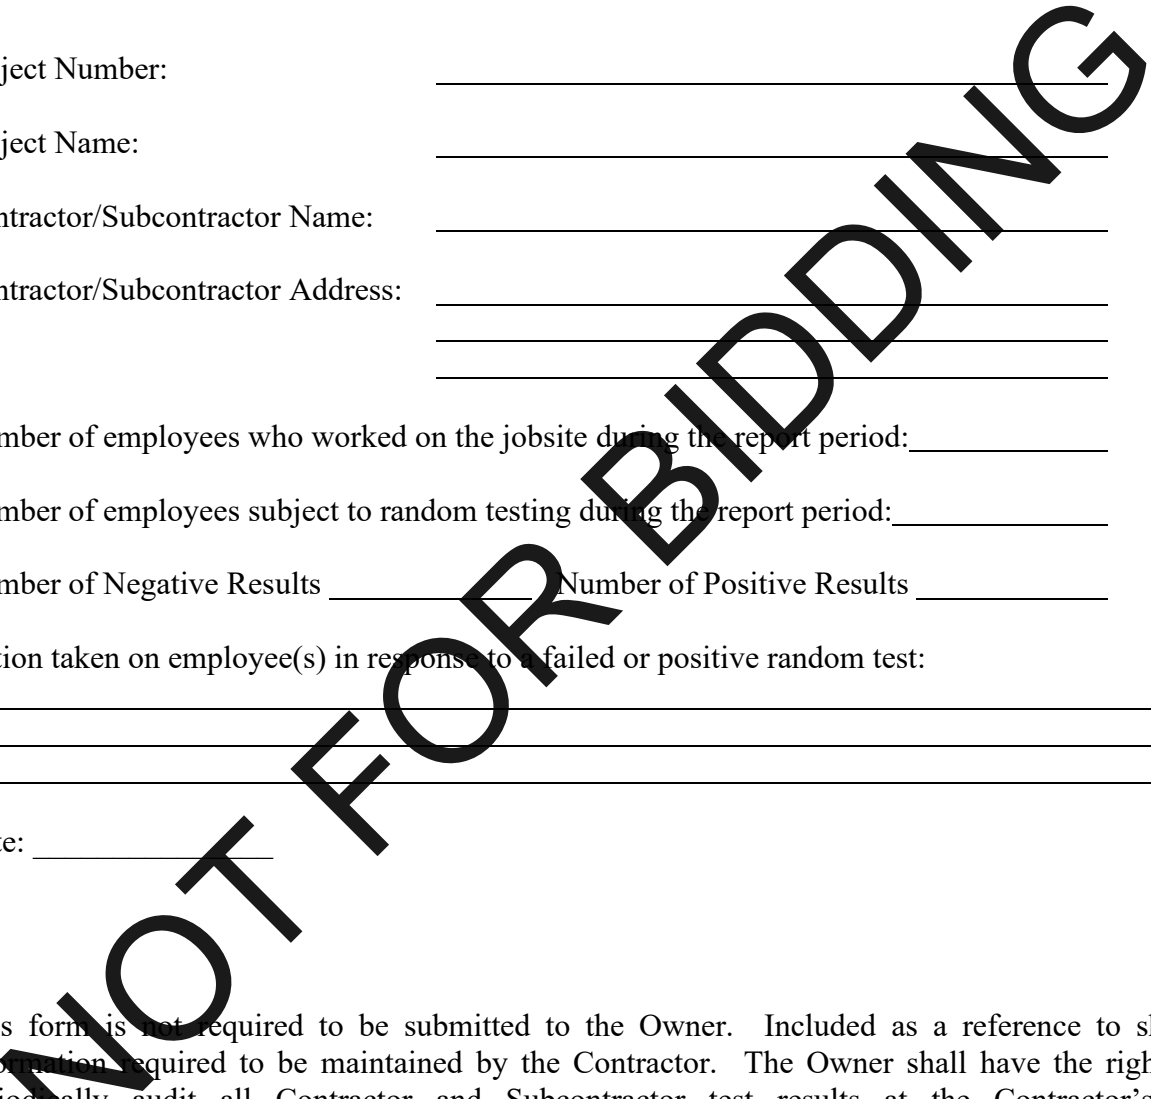 ject Number:
ject Name:
ntractor/Subcontractor Name:
ntractor/Subcontractor Address:
mber of employees who worked on the jobsite during the report period:
mber of employees subject to random testing during the report period:
mber of Negative Results Number of Positive Results
tion taken on employee(s) in response to a failed or positive random test:
te:
NOT FOR BIDDING
s form is not required to be submitted to the Owner. Included as a reference to sh
ormation required to be maintained by the Contractor. The Owner shall have the righ
iodically audit all Contractor and Subcontractor test results at the Contractor's